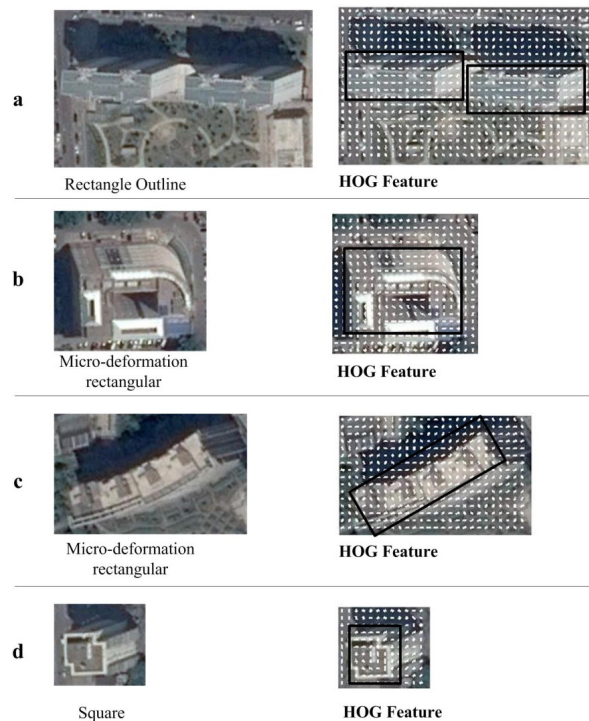 a
Rectangle Outline
HOG Feature
b
Micro-deformation
rectangular
HOG Feature
c
Micro-deformation
rectangular
HOG Feature
d
Square
HOG Feature